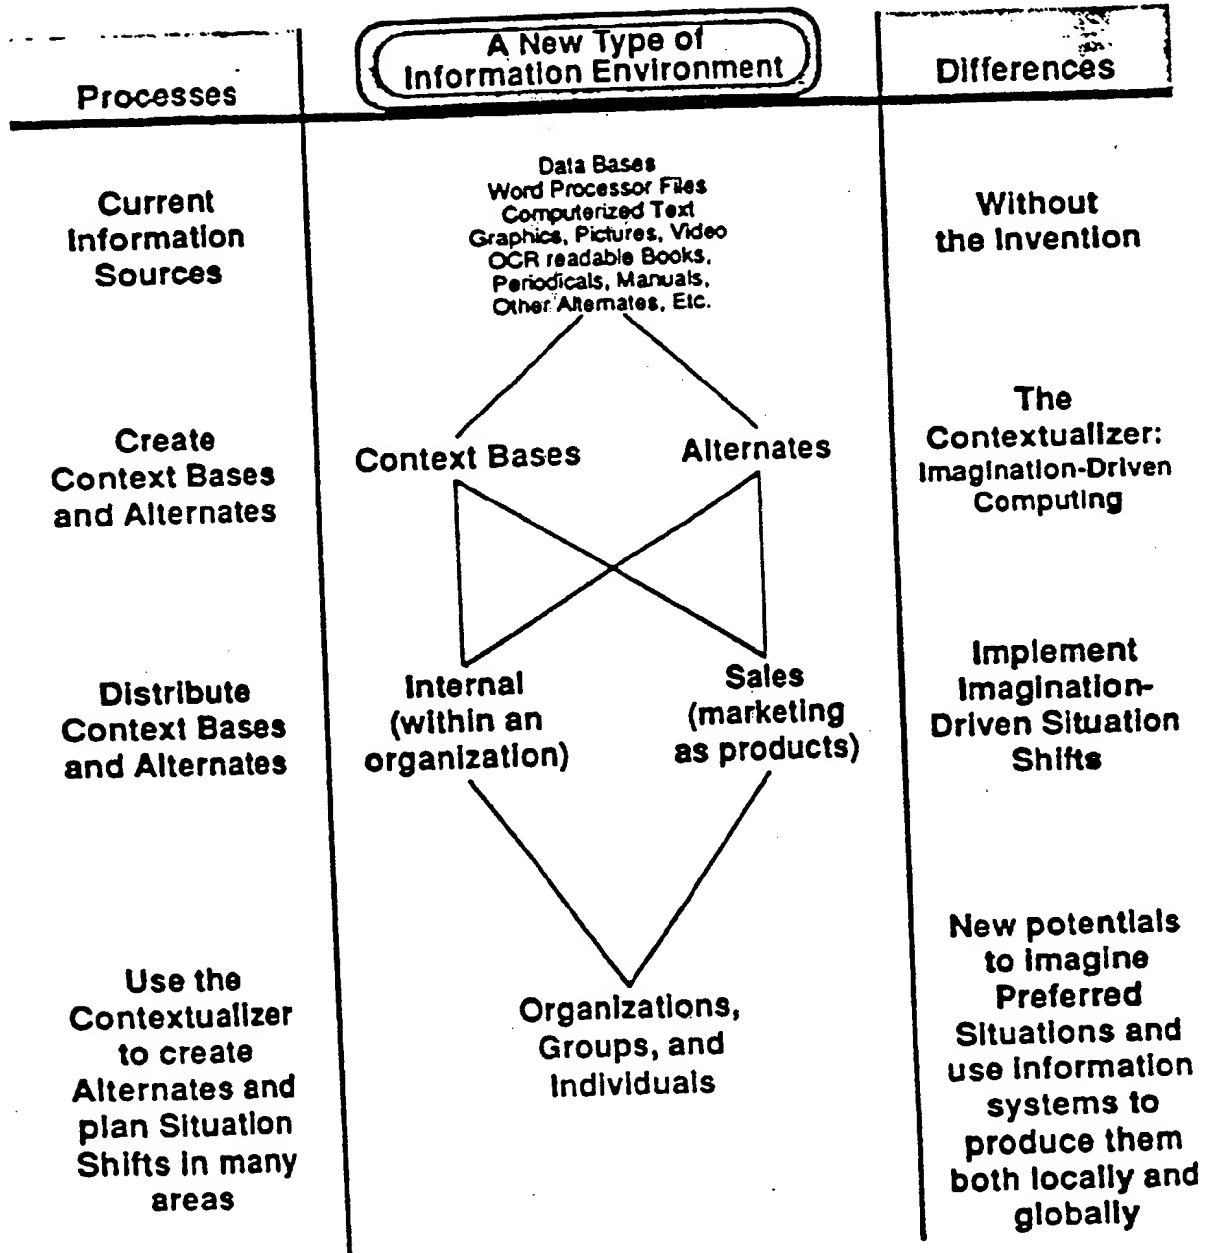 Processes
A New Type of
Information Environment
Differences
Current
Information
Sources
Data Bases
Word Processor Files
Computerized Text
Graphics, Pictures, Video
OCR readable Books,
Periodicals, Manuals,
Other Alternates, Etc.
Without
the Invention
Create
Context Bases
and Alternates
Context Bases
Alternates
The
Contextualizer:
Imagination-Driven
Computing
Distribute
Context Bases
and Alternates
Internal
(within an
organization)
Sales
(marketing
as products)
Implement
Imagination-
Driven Situation
Shifts
Use the
Contextualizer
to create
Alternates and
plan Situation
Shifts in many
areas
Organizations,
Groups, and
Individuals
New potentials
to imagine
Preferred
Situations and
use information
systems to
produce them
both locally and
globally